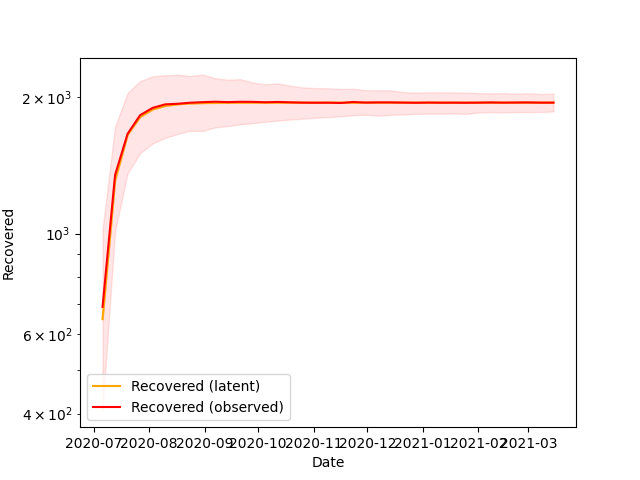 2 × 10³
10³
6 × 10²
4 × 10²
Recovered
Recovered (latent)
Recovered (observed)
2020-07 2020-08 2020-09 2020-10 2020-11 2020-12 2021-01 2021-02 2021-03
Date